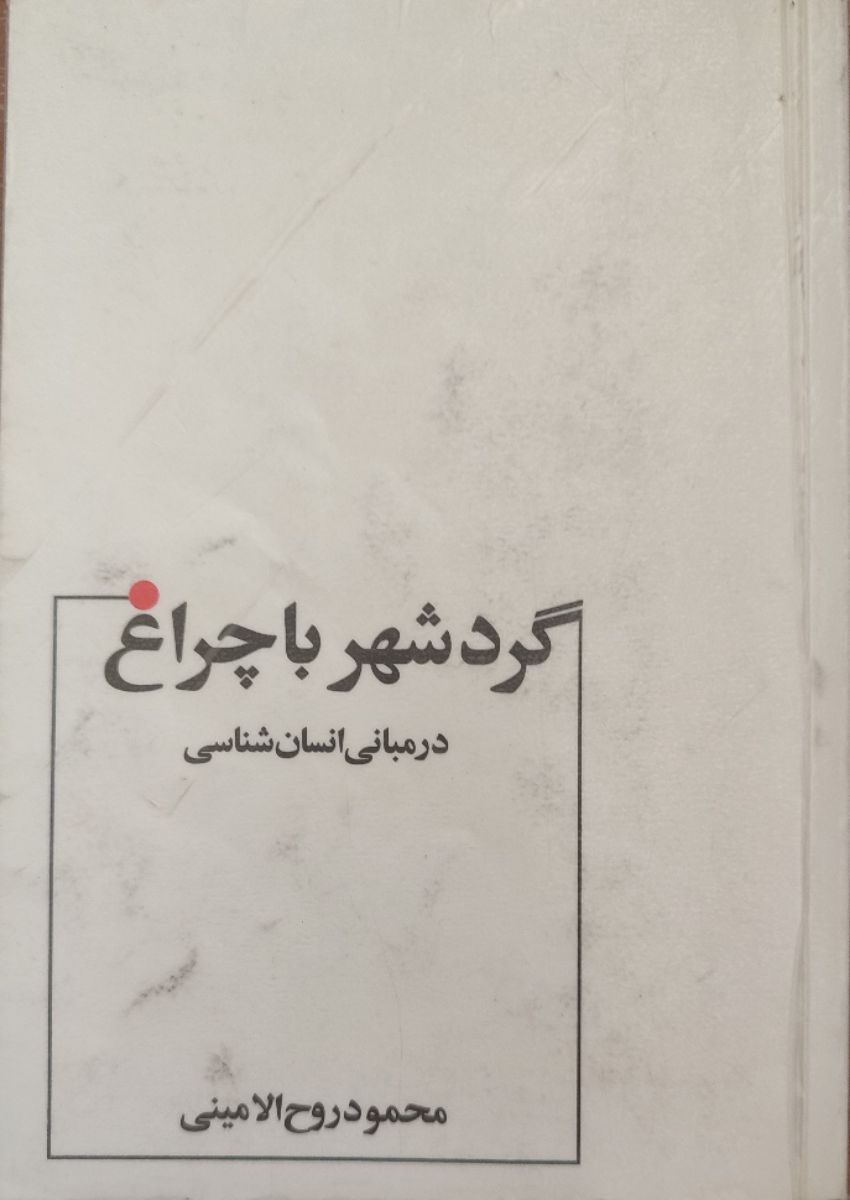 گرد شهر با چراغ
در مبانی انسان‌شناسی
محمود روح‌الامینی